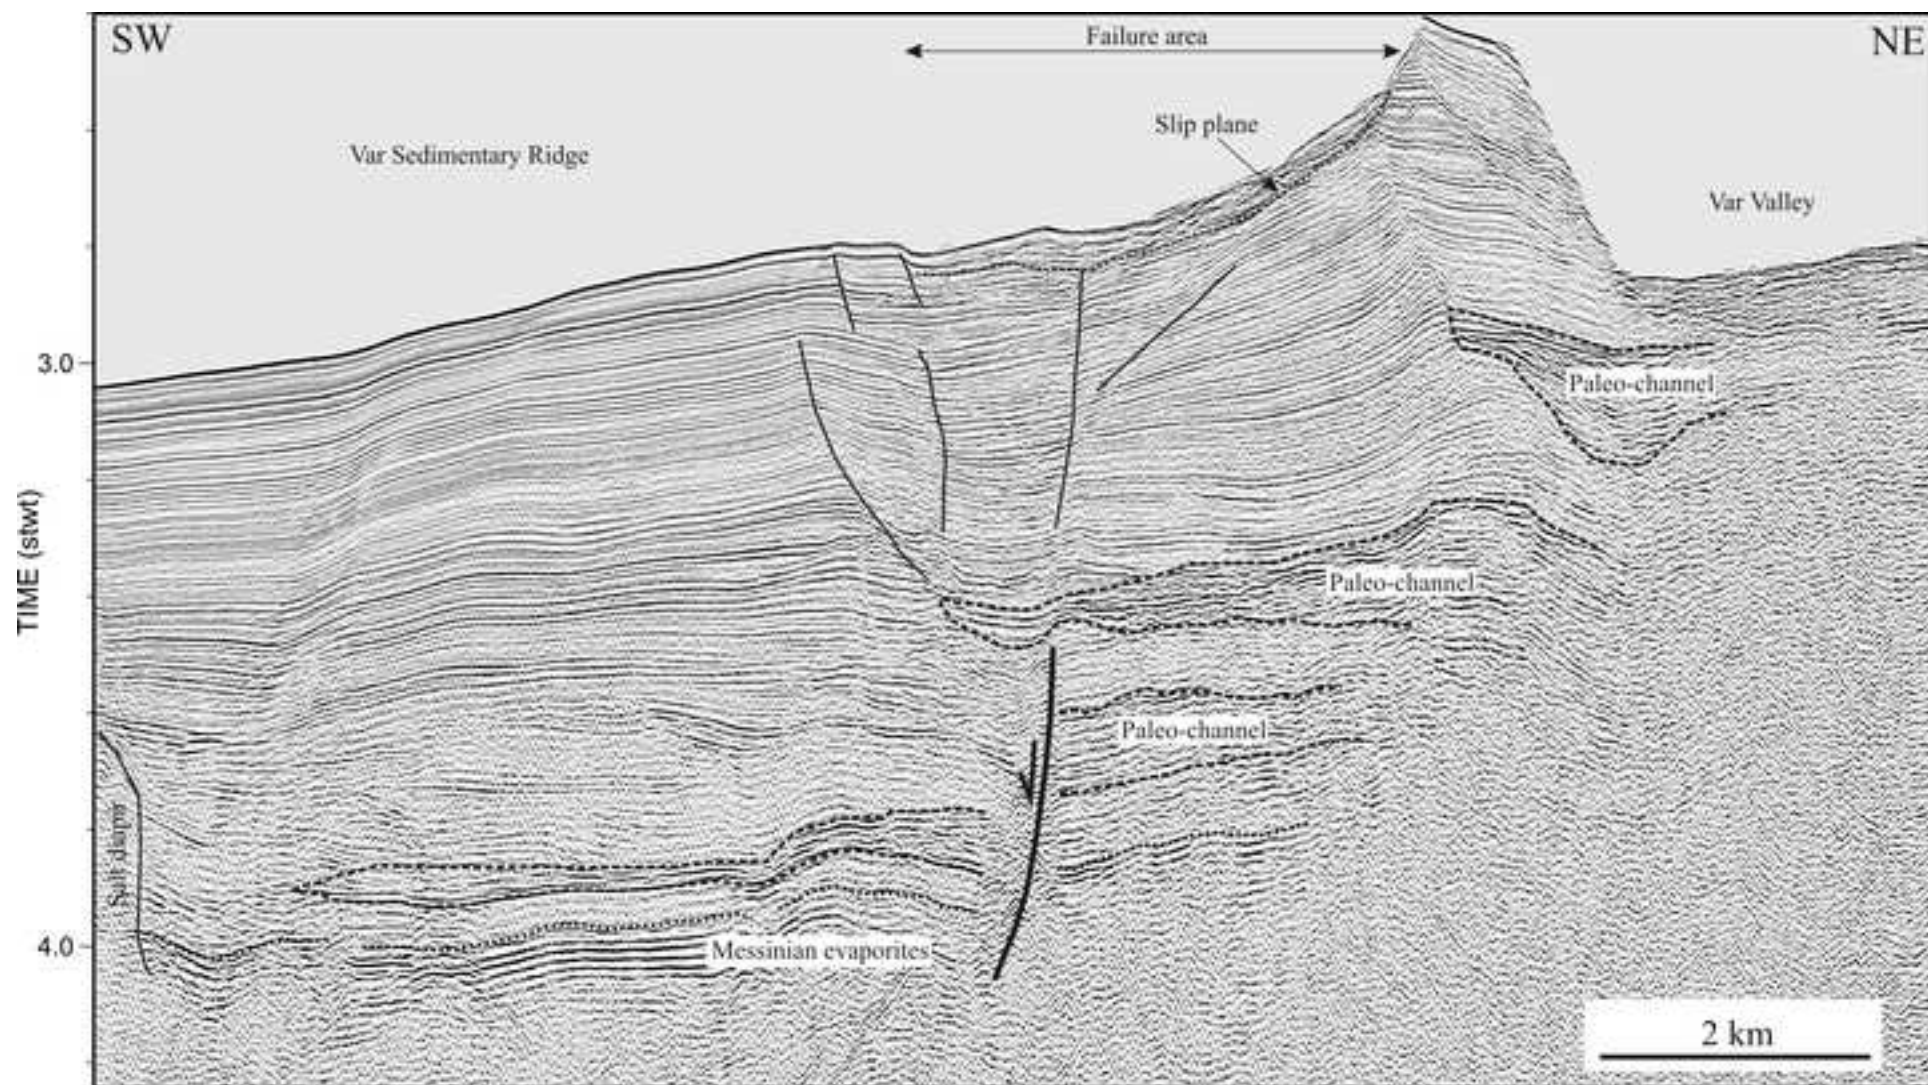 SW
Failure area
NE
Slip plane
Var Sedimentary Ridge
Var Valley
3.0
Paleo-channel
TIME (stwt)
Paleo-channel
Paleo-channel
Salt diapir
4.0
Messinian evaporites
2 km